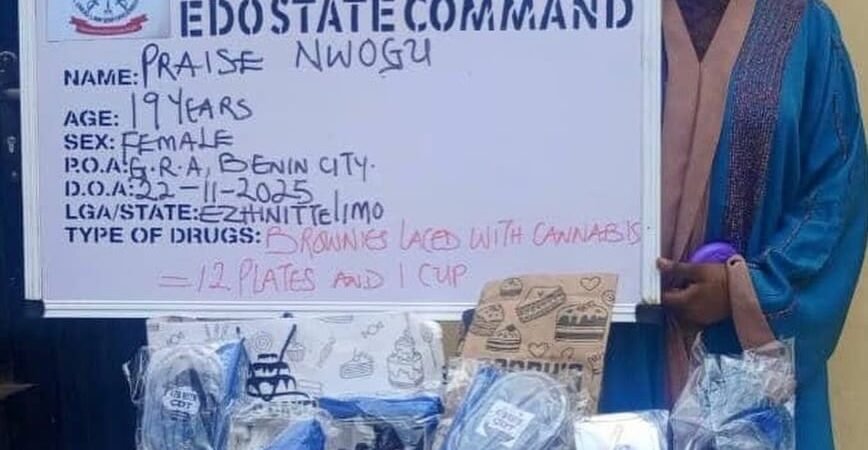 EDO STATE COMMAND
NAME: PRAISE NWOGU
AGE: 19 YEARS
SEX: FEMALE
P.O.A: G.R.A, BENIN CITY.
D.O.A: 22-11-2025
LGA/STATE: EZHINITTE/IMO
TYPE OF DRUGS: BROWNIES LACED WITH CANNABIS
= 12 PLATES AND 1 CUP